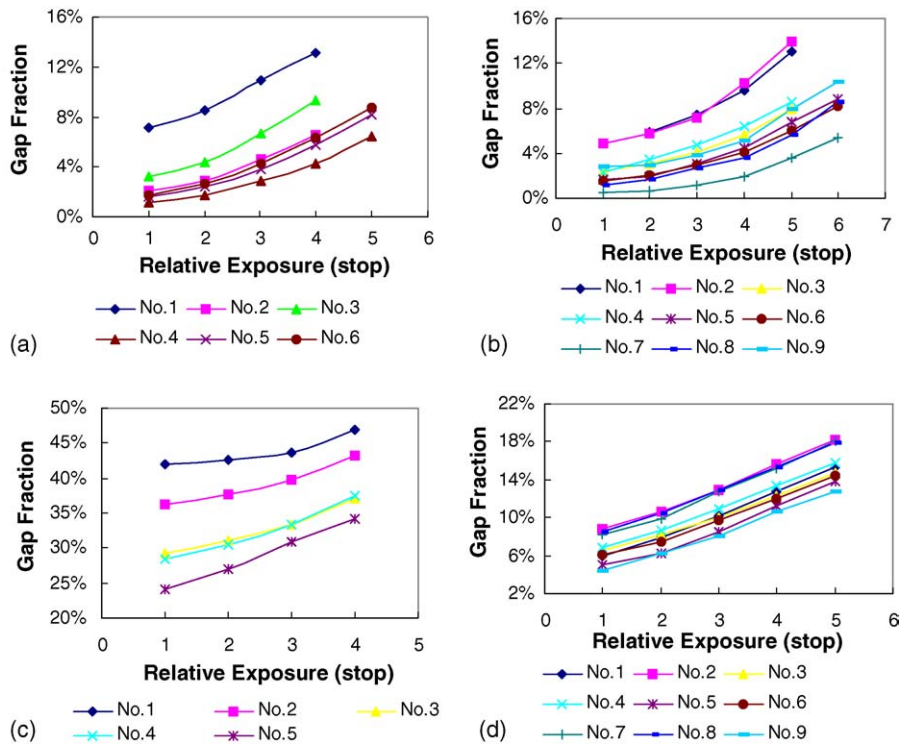 16%
12%
8%
4%
0%
Gap Fraction
0 1 2 3 4 5 6
Relative Exposure (stop)
No.1 No.2 No.3
No.4 No.5 No.6
(a)
16%
12%
8%
4%
0%
Gap Fraction
0 1 2 3 4 5 6 7
Relative Exposure (stop)
No.1 No.2 No.3
No.4 No.5 No.6
No.7 No.8 No.9
(b)
50%
45%
40%
35%
30%
25%
20%
Gap Fraction
0 1 2 3 4 5
Relative Exposure (stop)
No.1 No.2 No.3
No.4 No.5
(c)
22%
18%
14%
10%
6%
2%
Gap Fraction
0 1 2 3 4 5 6
Relative Exposure (stop)
No.1 No.2 No.3
No.4 No.5 No.6
No.7 No.8 No.9
(d)